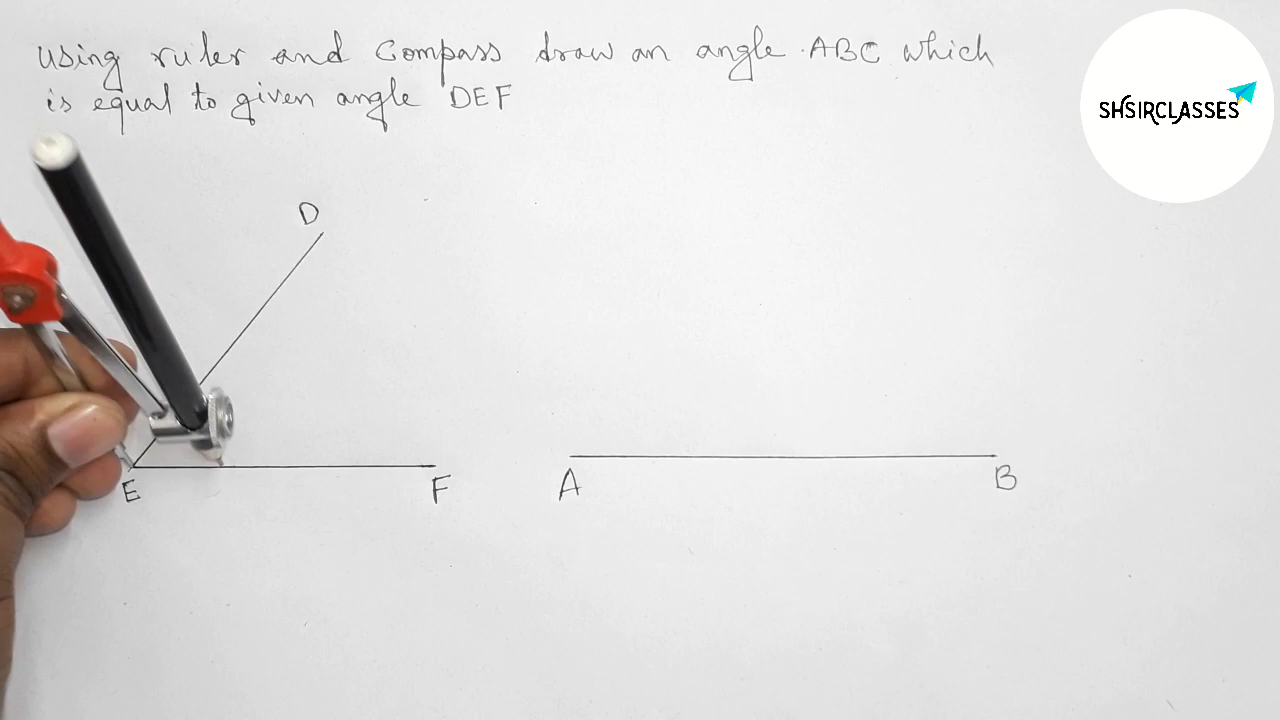 Using ruler and Compass draw an angle ABC which
is equal to given angle DEF
SHSIRCLASSES
D
E
F
A
B